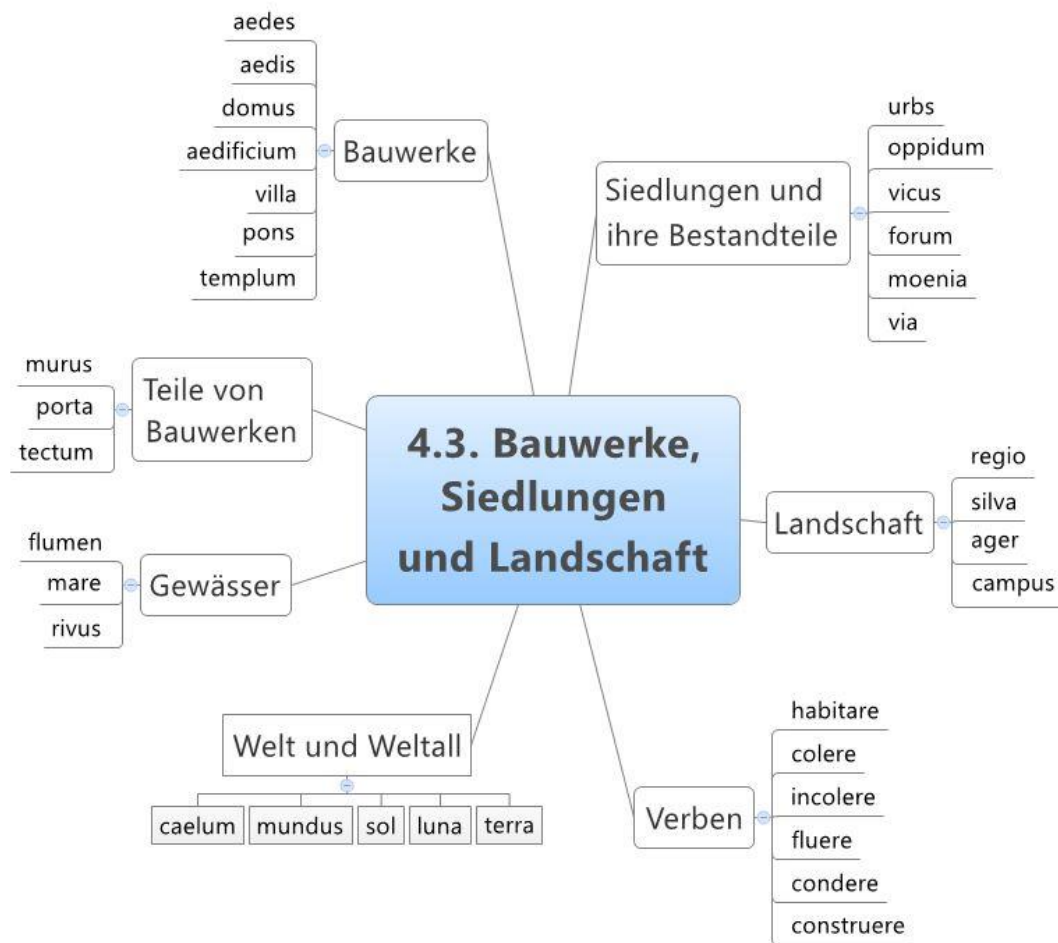 aedes
aedis
domus
aedificium
villa
pons
templum
Bauwerke
Siedlungen und
ihre Bestandteile
urbs
oppidum
vicus
forum
moenia
via
murus
porta
tectum
Teile von
Bauwerken
4.3. Bauwerke,
Siedlungen
und Landschaft
Landschaft
regio
silva
ager
campus
flumen
mare
rivus
Gewässer
Welt und Weltall
caelum
mundus
sol
luna
terra
Verben
habitare
colere
incolere
fluere
condere
construere